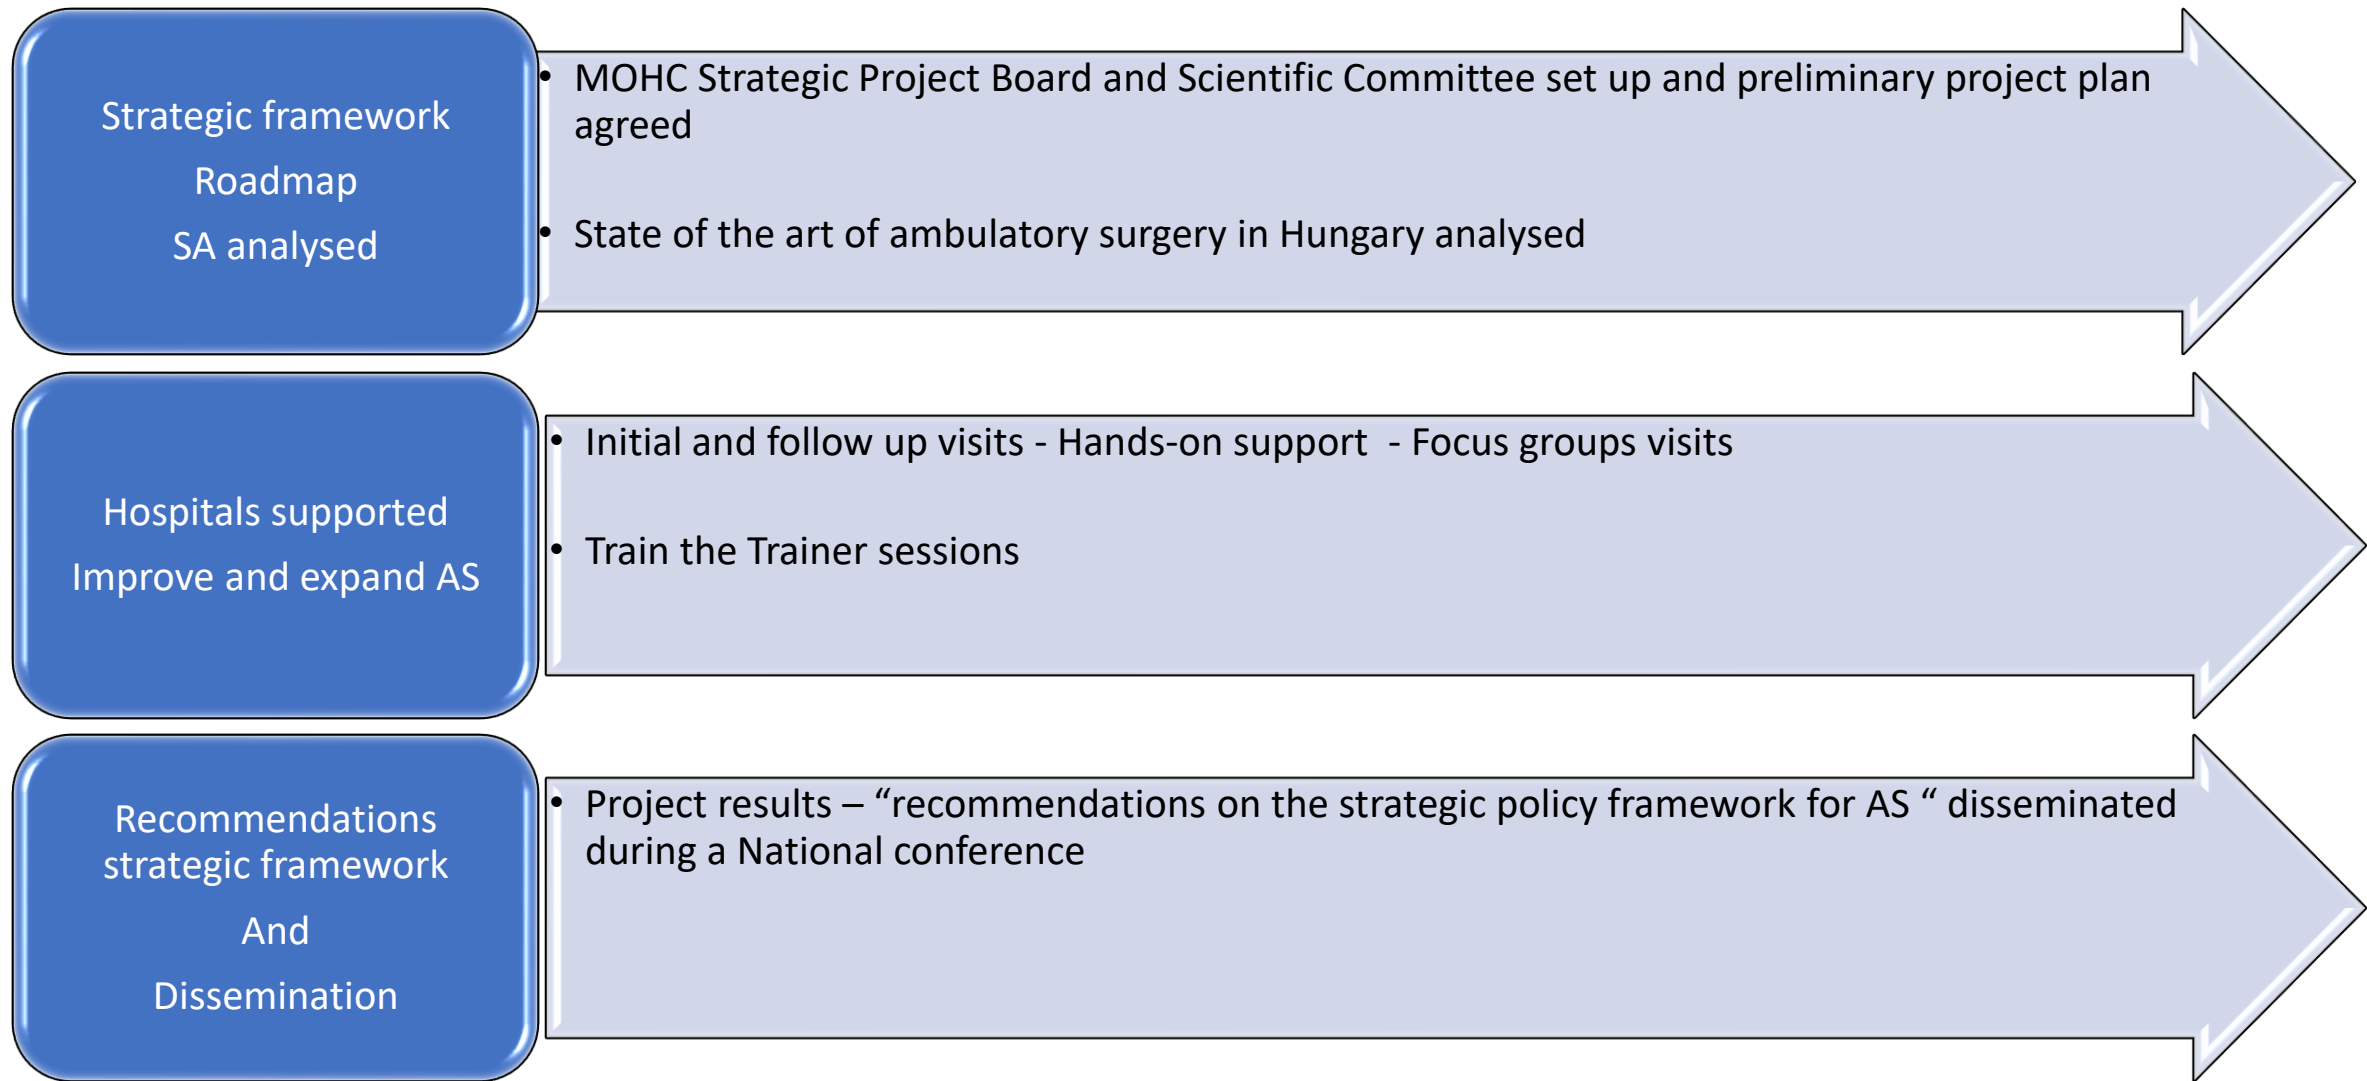 Strategic framework
Roadmap
SA analysed
• MOHC Strategic Project Board and Scientific Committee set up and preliminary project plan
agreed
• State of the art of ambulatory surgery in Hungary analysed
Hospitals supported
Improve and expand AS
• Initial and follow up visits - Hands-on support  - Focus groups visits
• Train the Trainer sessions
Recommendations
strategic framework
And
Dissemination
• Project results – “recommendations on the strategic policy framework for AS “ disseminated
during a National conference